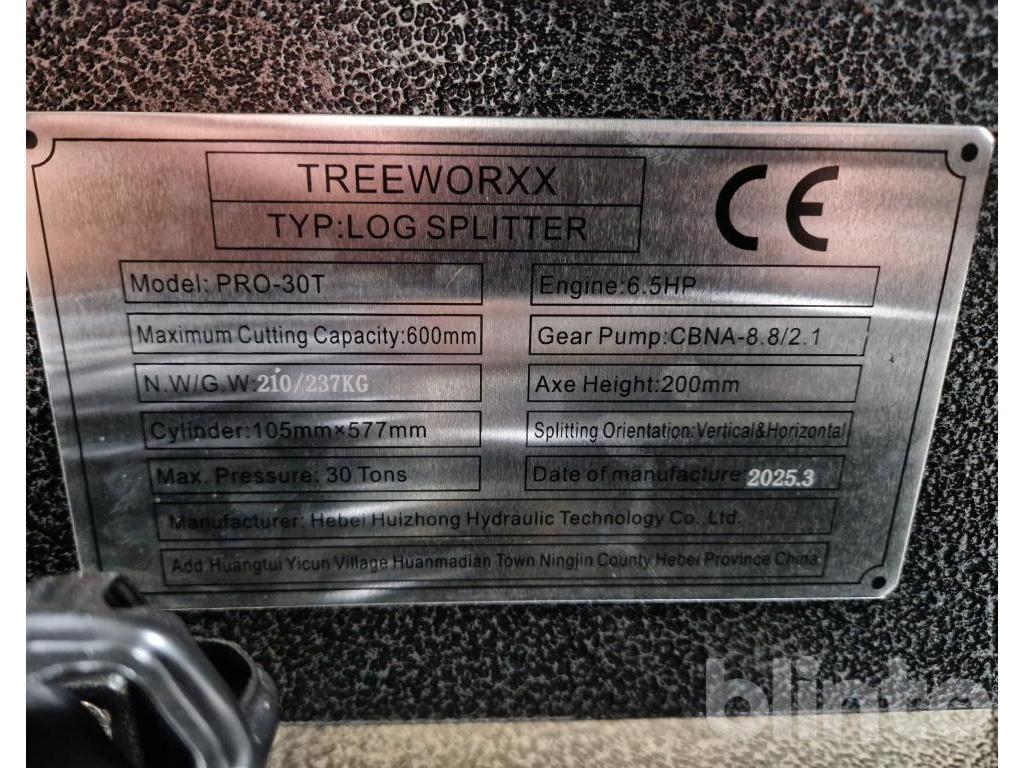 TREEWORXX
CE
TYP:LOG SPLITTER
Model: PRO-30T
Engine:6.5HP
Maximum Cutting Capacity:600mm
Gear Pump:CBNA-8.8/2.1
N.W/G.W:210/237KG
Axe Height:200mm
Cylinder:105mm×577mm
Splitting Orientation:Vertical&Horizontal
Max. Pressure: 30 Tons
Date of manufacture:2025.3
Manufacturer: Hebei Huizhong Hydraulic Technology Co.,Ltd.
Add:Huangtui Yicun Village Huanmadian Town Ningjin County Hebei Province China
blinto